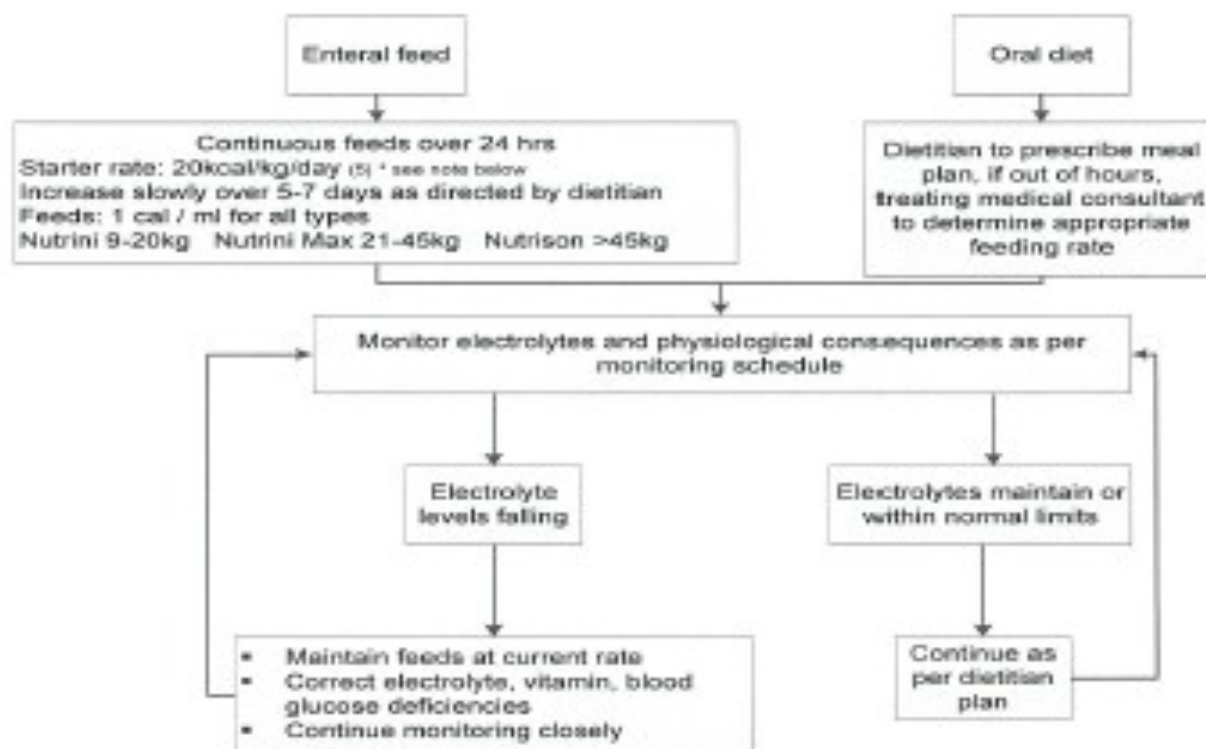 Enteral feed
Oral diet
Continuous feeds over 24 hrs
Starter rate: 20kcal/kg/day (5) * see note below
Increase slowly over 5-7 days as directed by dietitian
Feeds: 1 cal / ml for all types
Nutrini 9-20kg Nutrini Max 21-45kg Nutrison >45kg
Dietitian to prescribe meal
plan, if out of hours,
treating medical consultant
to determine appropriate
feeding rate
Monitor electrolytes and physiological consequences as per
monitoring schedule
Electrolyte
levels falling
Electrolytes maintain or
within normal limits
▪ Maintain feeds at current rate
▪ Correct electrolyte, vitamin, blood
glucose deficiencies
▪ Continue monitoring closely
Continue as
per dietitian
plan